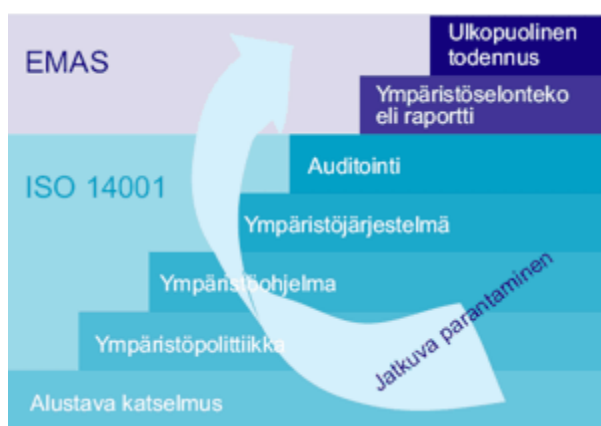 EMAS
Ulkopuolinen
todennus
Ympäristöselonteko
eli raportti
ISO 14001
Auditointi
Ympäristöjärjestelmä
Ympäristöohjelma
Ympäristöpolittiikka
Alustava katselmus
Jatkuva parantaminen